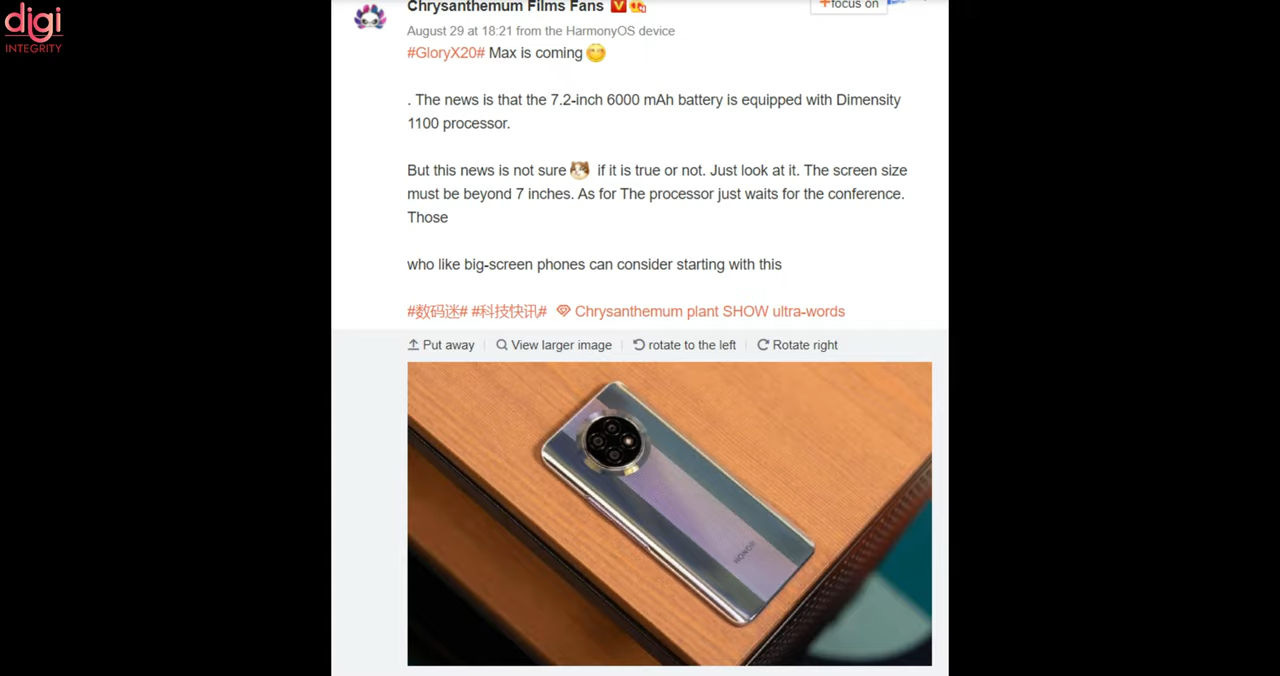 digi
INTEGRITY
Chrysanthemum Films Fans
+focus on
August 29 at 18:21 from the HarmonyOS device
#GloryX20# Max is coming
. The news is that the 7.2-inch 6000 mAh battery is equipped with Dimensity
1100 processor.
But this news is not sure if it is true or not. Just look at it. The screen size
must be beyond 7 inches. As for The processor just waits for the conference.
Those
who like big-screen phones can consider starting with this
#数码迷# #科技快讯# Chrysanthemum plant SHOW ultra-words
Put away
View larger image
rotate to the left
Rotate right
HONOR